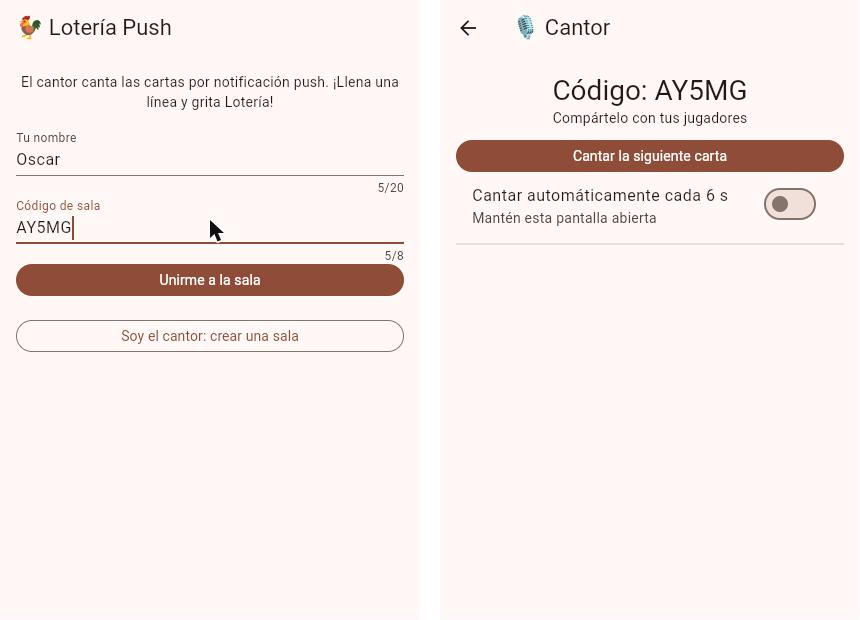 Lotería Push
El cantor canta las cartas por notificación push. ¡Llena una
línea y grita Lotería!
Tu nombre
Oscar
5/20
Código de sala
AY5MG
5/8
Unirme a la sala
Soy el cantor: crear una sala
Cantor
Código: AY5MG
Compártelo con tus jugadores
Cantar la siguiente carta
Cantar automáticamente cada 6 s
Mantén esta pantalla abierta